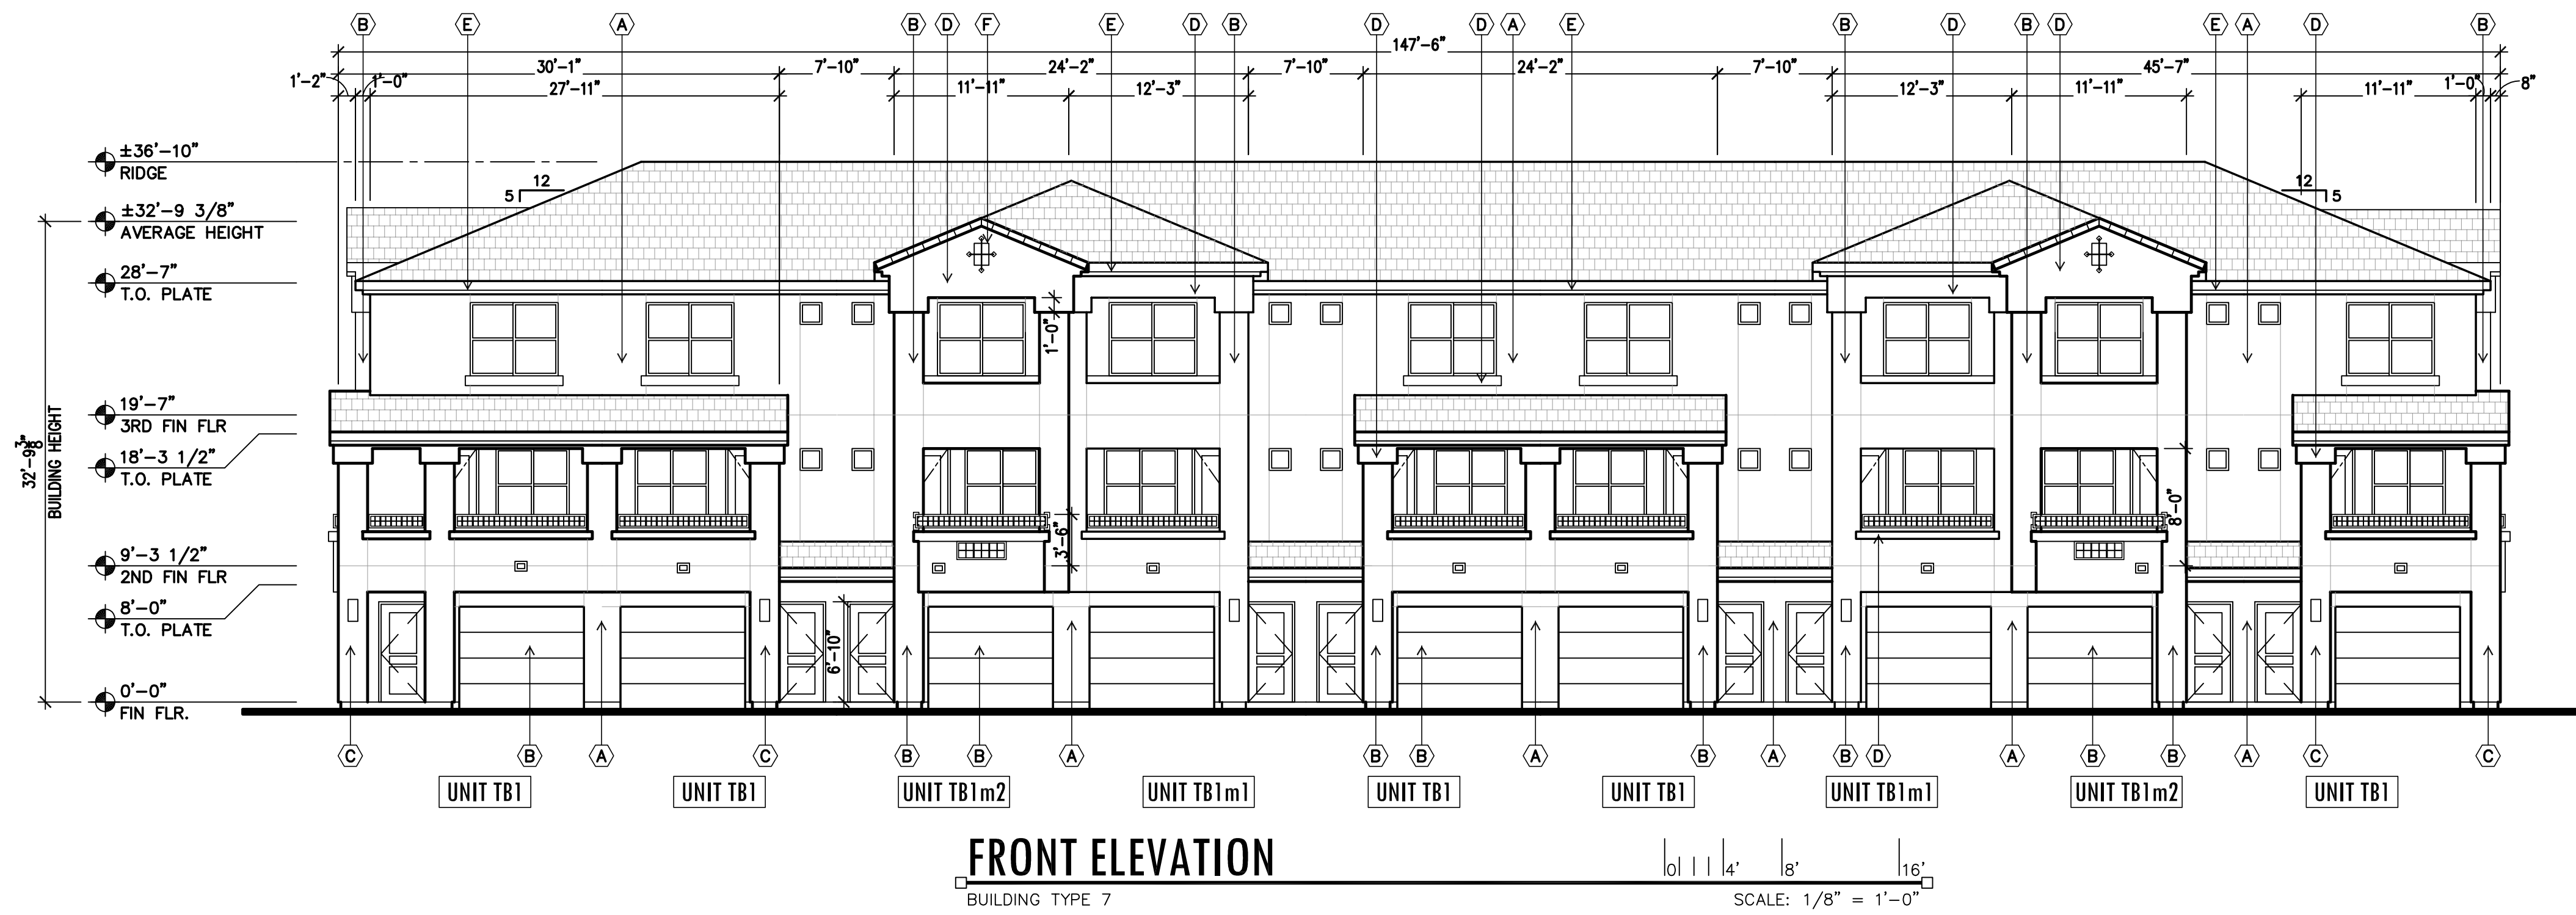 B E A B D F E D B D D A E B D B D E A D B
147'-6"
30'-1" 7'-10" 24'-2" 7'-10" 24'-2" 7'-10" 45'-7"
1'-2" 1'-0" 27'-11" 11'-11" 12'-3" 12'-3" 11'-11" 11'-11" 1'-0" 8"
±36'-10"
RIDGE
12
5
12
5
±32'-9 3/8"
AVERAGE HEIGHT
28'-7"
T.O. PLATE
1'-0"
19'-7"
3RD FIN FLR
18'-3 1/2"
T.O. PLATE
32'-9 3/8"
BUILDING HEIGHT
8'-0"
3'-6"
9'-3 1/2"
2ND FIN FLR
8'-0"
T.O. PLATE
6'-10"
0'-0"
FIN FLR.
C B A C B B A B B A B A B D A B B A C C
UNIT TB1 UNIT TB1 UNIT TB1m2 UNIT TB1m1 UNIT TB1 UNIT TB1 UNIT TB1m1 UNIT TB1m2 UNIT TB1
FRONT ELEVATION
0 4' 8' 16'
BUILDING TYPE 7 SCALE: 1/8" = 1'-0"